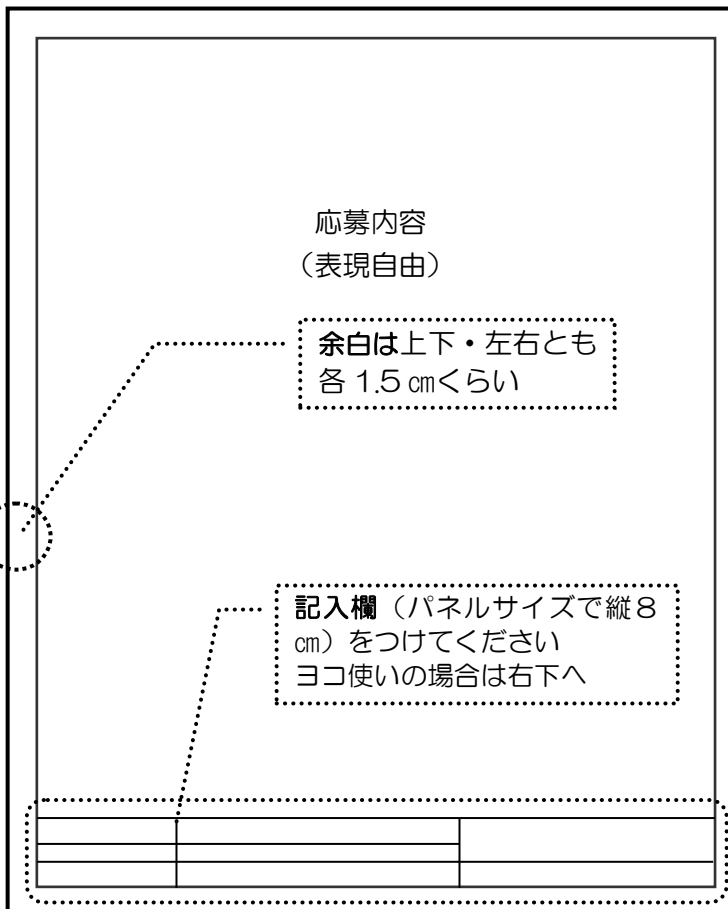 応募内容
（表現自由）
余白は上下・左右とも
各 1.5 ㎝くらい
記入欄（パネルサイズで縦８
㎝）をつけてください
ヨコ使いの場合は右下へ